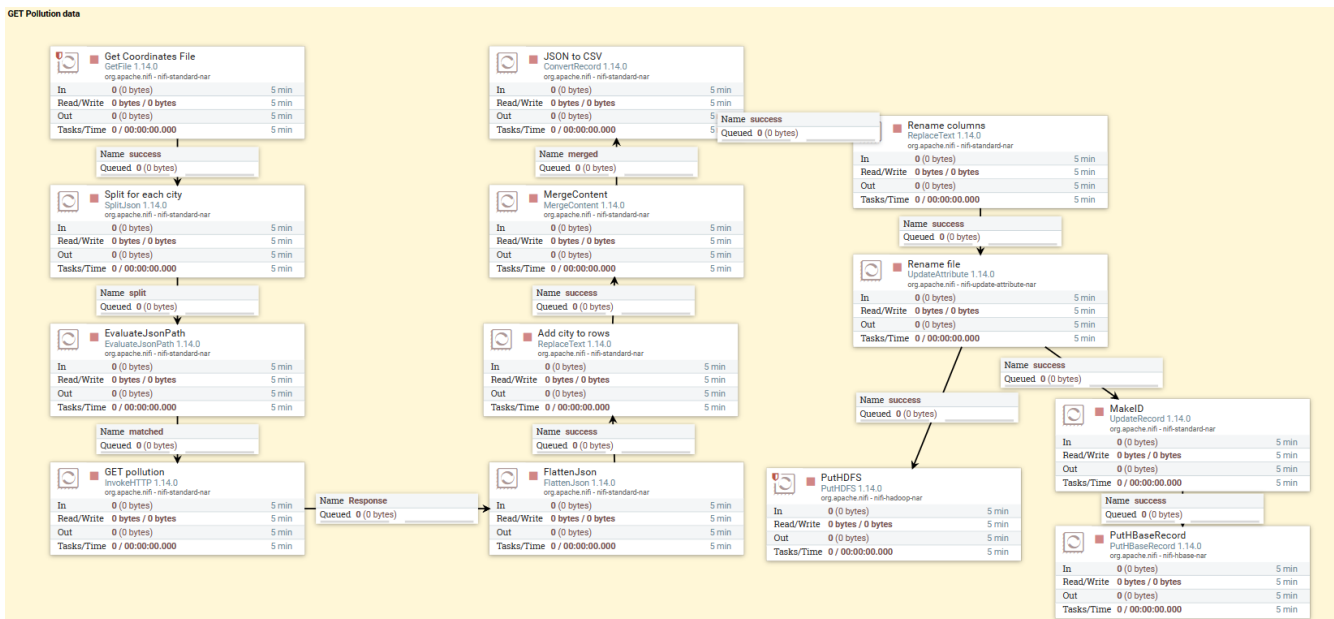 GET Pollution data
Get Coordinates File
GetFile 1.14.0
org.apache.nifi - nifi-standard-nar
In 0 (0 bytes) 5 min
Read/Write 0 bytes / 0 bytes 5 min
Out 0 (0 bytes) 5 min
Tasks/Time 0 / 00:00:00.000 5 min
Name success
Queued 0 (0 bytes)
Split for each city
SplitJson 1.14.0
org.apache.nifi - nifi-standard-nar
In 0 (0 bytes) 5 min
Read/Write 0 bytes / 0 bytes 5 min
Out 0 (0 bytes) 5 min
Tasks/Time 0 / 00:00:00.000 5 min
Name split
Queued 0 (0 bytes)
EvaluateJsonPath
EvaluateJsonPath 1.14.0
org.apache.nifi - nifi-standard-nar
In 0 (0 bytes) 5 min
Read/Write 0 bytes / 0 bytes 5 min
Out 0 (0 bytes) 5 min
Tasks/Time 0 / 00:00:00.000 5 min
Name matched
Queued 0 (0 bytes)
GET pollution
InvokeHTTP 1.14.0
org.apache.nifi - nifi-standard-nar
In 0 (0 bytes) 5 min
Read/Write 0 bytes / 0 bytes 5 min
Out 0 (0 bytes) 5 min
Tasks/Time 0 / 00:00:00.000 5 min
Name Response
Queued 0 (0 bytes)
JSON to CSV
ConvertRecord 1.14.0
org.apache.nifi - nifi-standard-nar
In 0 (0 bytes) 5 min
Read/Write 0 bytes / 0 bytes 5 min
Out 0 (0 bytes) 5
Tasks/Time 0 / 00:00:00.000 5
Name merged
Queued 0 (0 bytes)
MergeContent
MergeContent 1.14.0
org.apache.nifi - nifi-standard-nar
In 0 (0 bytes) 5 min
Read/Write 0 bytes / 0 bytes 5 min
Out 0 (0 bytes) 5 min
Tasks/Time 0 / 00:00:00.000 5 min
Name success
Queued 0 (0 bytes)
Add city to rows
ReplaceText 1.14.0
org.apache.nifi - nifi-standard-nar
In 0 (0 bytes) 5 min
Read/Write 0 bytes / 0 bytes 5 min
Out 0 (0 bytes) 5 min
Tasks/Time 0 / 00:00:00.000 5 min
Name success
Queued 0 (0 bytes)
FlattenJson
FlattenJson 1.14.0
org.apache.nifi - nifi-standard-nar
In 0 (0 bytes) 5 min
Read/Write 0 bytes / 0 bytes 5 min
Out 0 (0 bytes) 5 min
Tasks/Time 0 / 00:00:00.000 5 min
Name success
Queued 0 (0 bytes)
Rename columns
ReplaceText 1.14.0
org.apache.nifi - nifi-standard-nar
In 0 (0 bytes) 5 min
Read/Write 0 bytes / 0 bytes 5 min
Out 0 (0 bytes) 5 min
Tasks/Time 0 / 00:00:00.000 5 min
Name success
Queued 0 (0 bytes)
Rename file
UpdateAttribute 1.14.0
org.apache.nifi - nifi-update-attribute-nar
In 0 (0 bytes) 5 min
Read/Write 0 bytes / 0 bytes 5 min
Out 0 (0 bytes) 5 min
Tasks/Time 0 / 00:00:00.000 5 min
Name success
Queued 0 (0 bytes)
PutHDFS
PutHDFS 1.14.0
org.apache.nifi - nifi-hadoop-nar
In 0 (0 bytes) 5 min
Read/Write 0 bytes / 0 bytes 5 min
Out 0 (0 bytes) 5 min
Tasks/Time 0 / 00:00:00.000 5 min
Name success
Queued 0 (0 bytes)
MakeID
UpdateRecord 1.14.0
org.apache.nifi - nifi-standard-nar
In 0 (0 bytes) 5 min
Read/Write 0 bytes / 0 bytes 5 min
Out 0 (0 bytes) 5 min
Tasks/Time 0 / 00:00:00.000 5 min
Name success
Queued 0 (0 bytes)
PutHBaseRecord
PutHBaseRecord 1.14.0
org.apache.nifi - nifi-hbase-nar
In 0 (0 bytes) 5 min
Read/Write 0 bytes / 0 bytes 5 min
Out 0 (0 bytes) 5 min
Tasks/Time 0 / 00:00:00.000 5 min